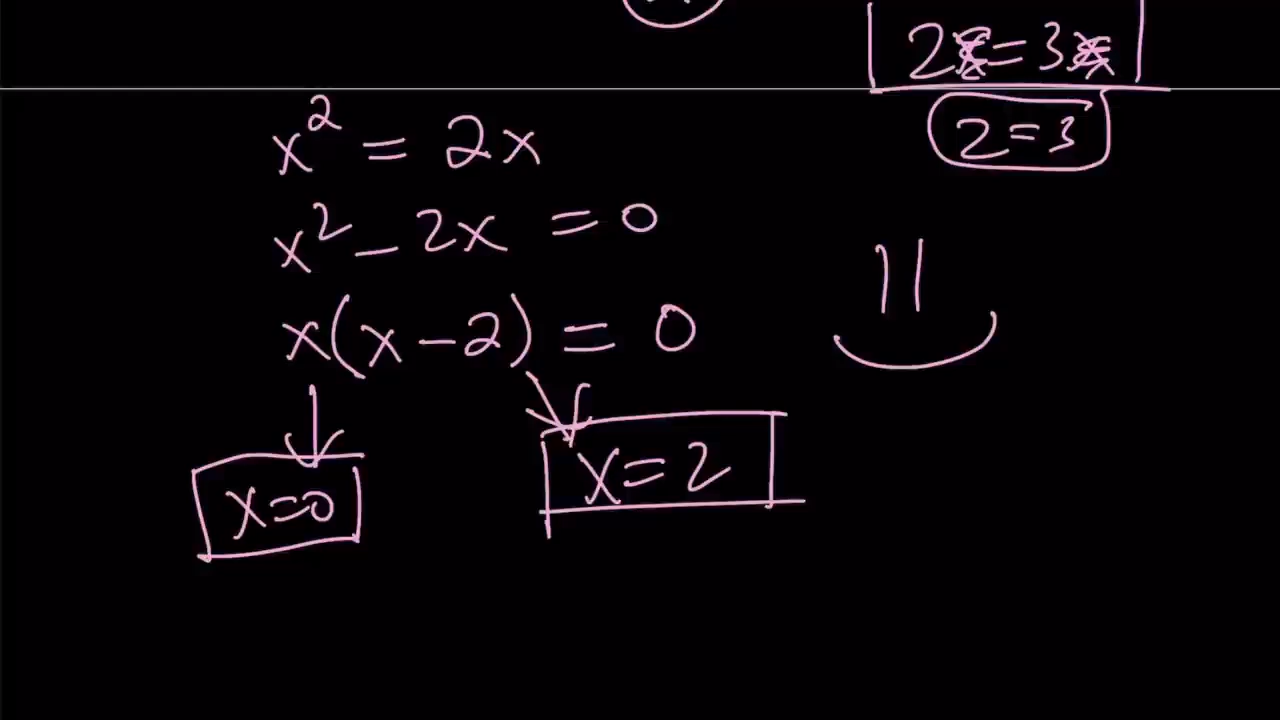 2x = 3x
2 = 3
x² = 2x
x² - 2x = 0
x(x - 2) = 0
x = 0
x = 2